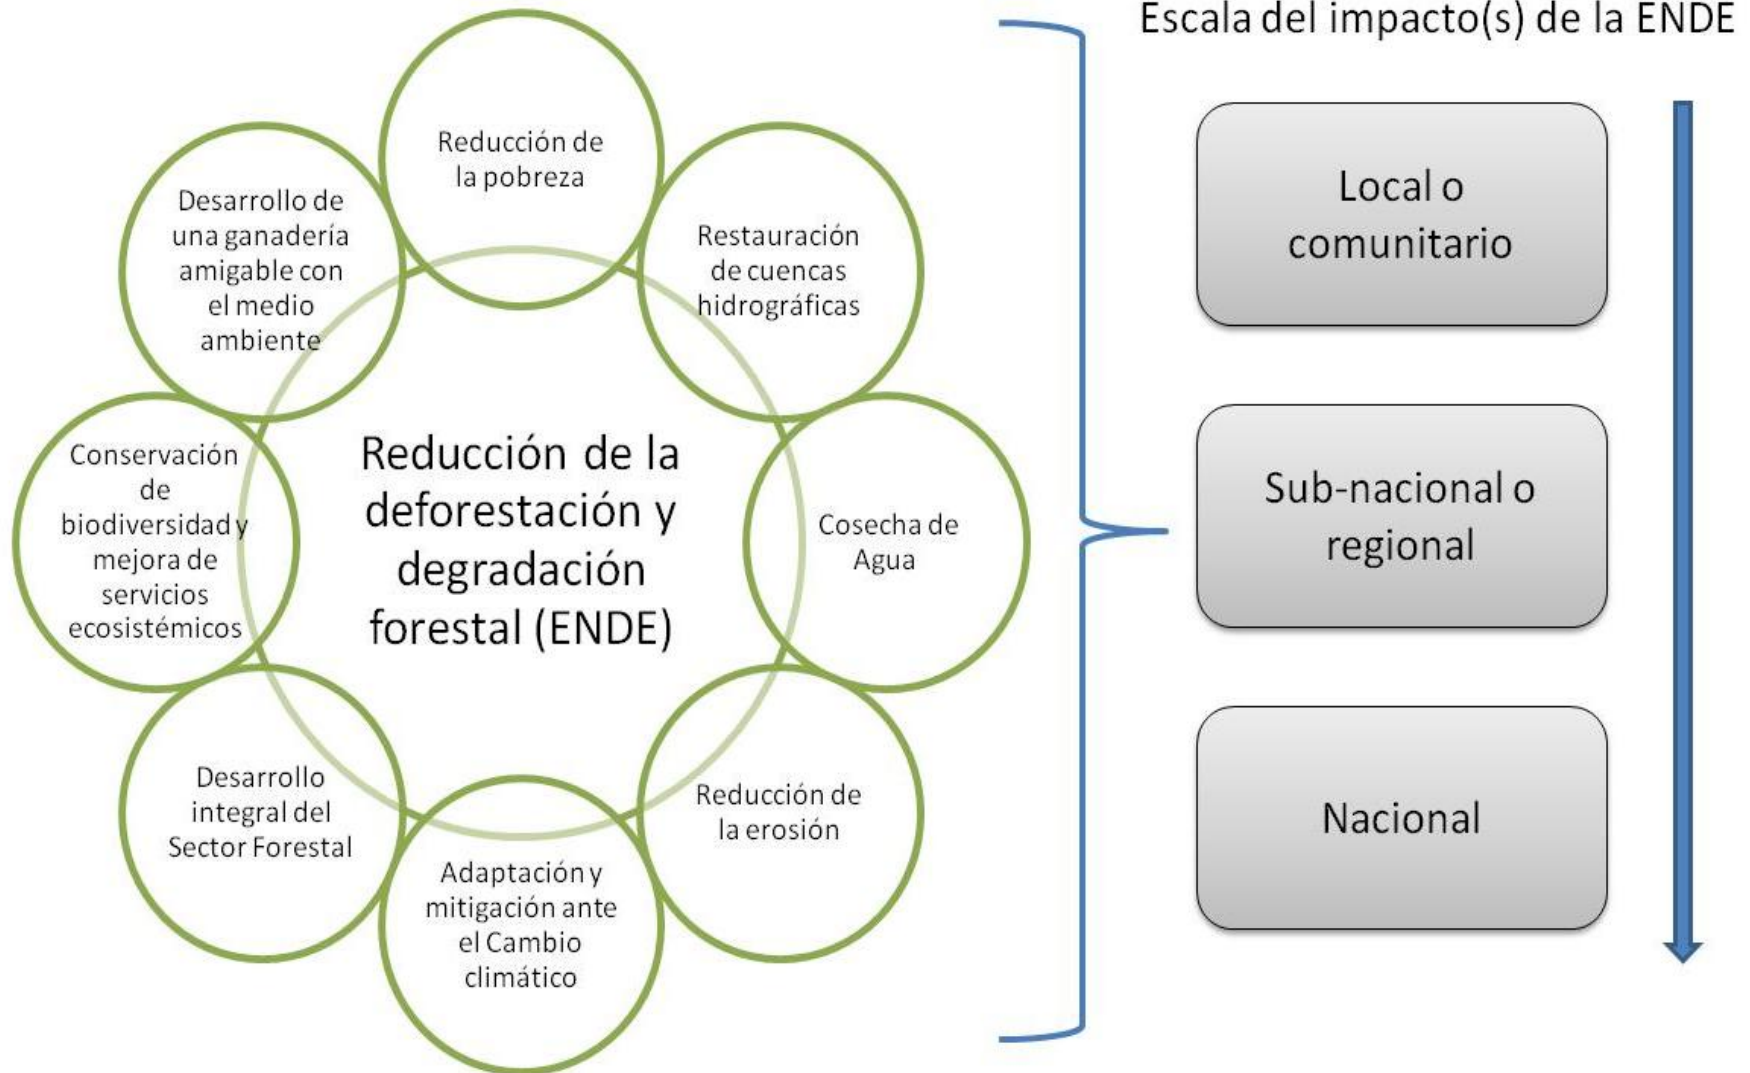 Escala del impacto(s) de la ENDE
Reducción de
la pobreza
Restauración
de cuencas
hidrográficas
Cosecha de
Agua
Reducción de
la erosión
Adaptación y
mitigación ante
el Cambio
climático
Desarrollo
integral del
Sector Forestal
Conservación
de
biodiversidad y
mejora de
servicios
ecosistémicos
Desarrollo de
una ganadería
amigable con
el medio
ambiente
Reducción de la
deforestación y
degradación
forestal (ENDE)
Local o
comunitario
Sub-nacional o
regional
Nacional